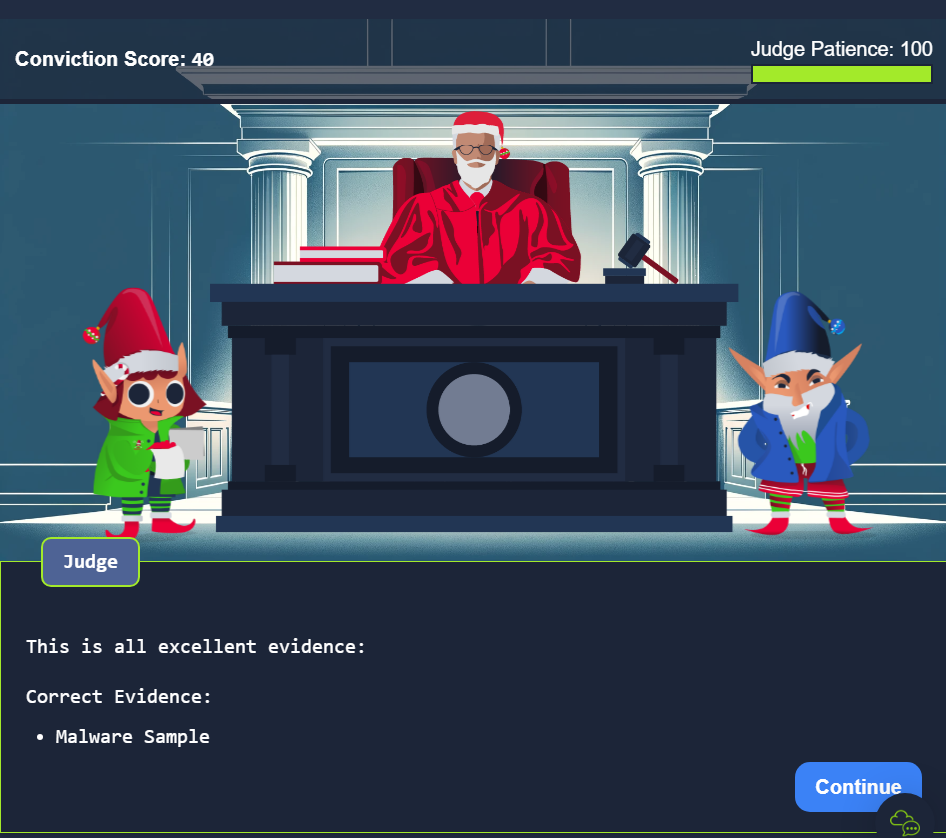 Conviction Score: 40
Judge Patience: 100
Judge
This is all excellent evidence:
Correct Evidence:
• Malware Sample
Continue